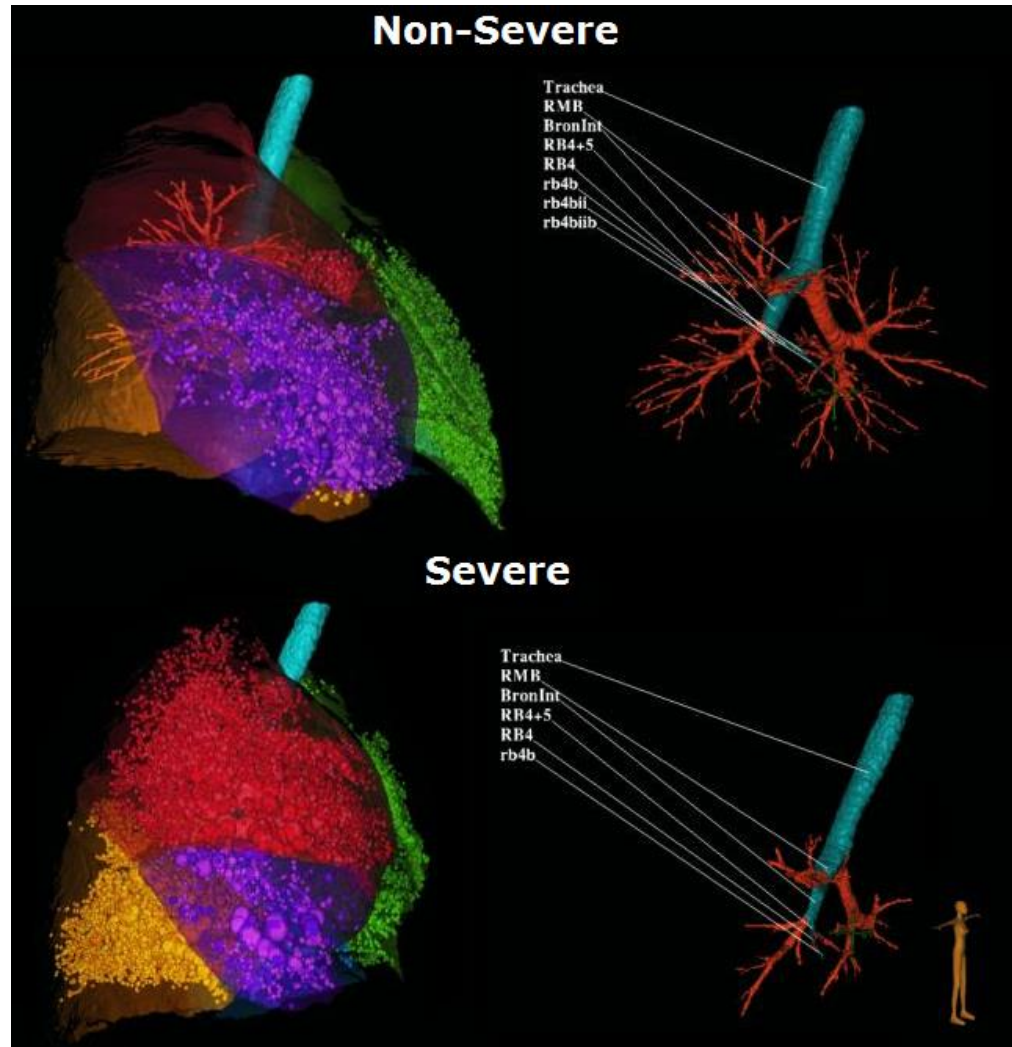 Non-Severe
Trachea
RMB
BronInt
RB4+5
RB4
rb4b
rb4bii
rb4biib
Severe
Trachea
RMB
BronInt
RB4+5
RB4
rb4b